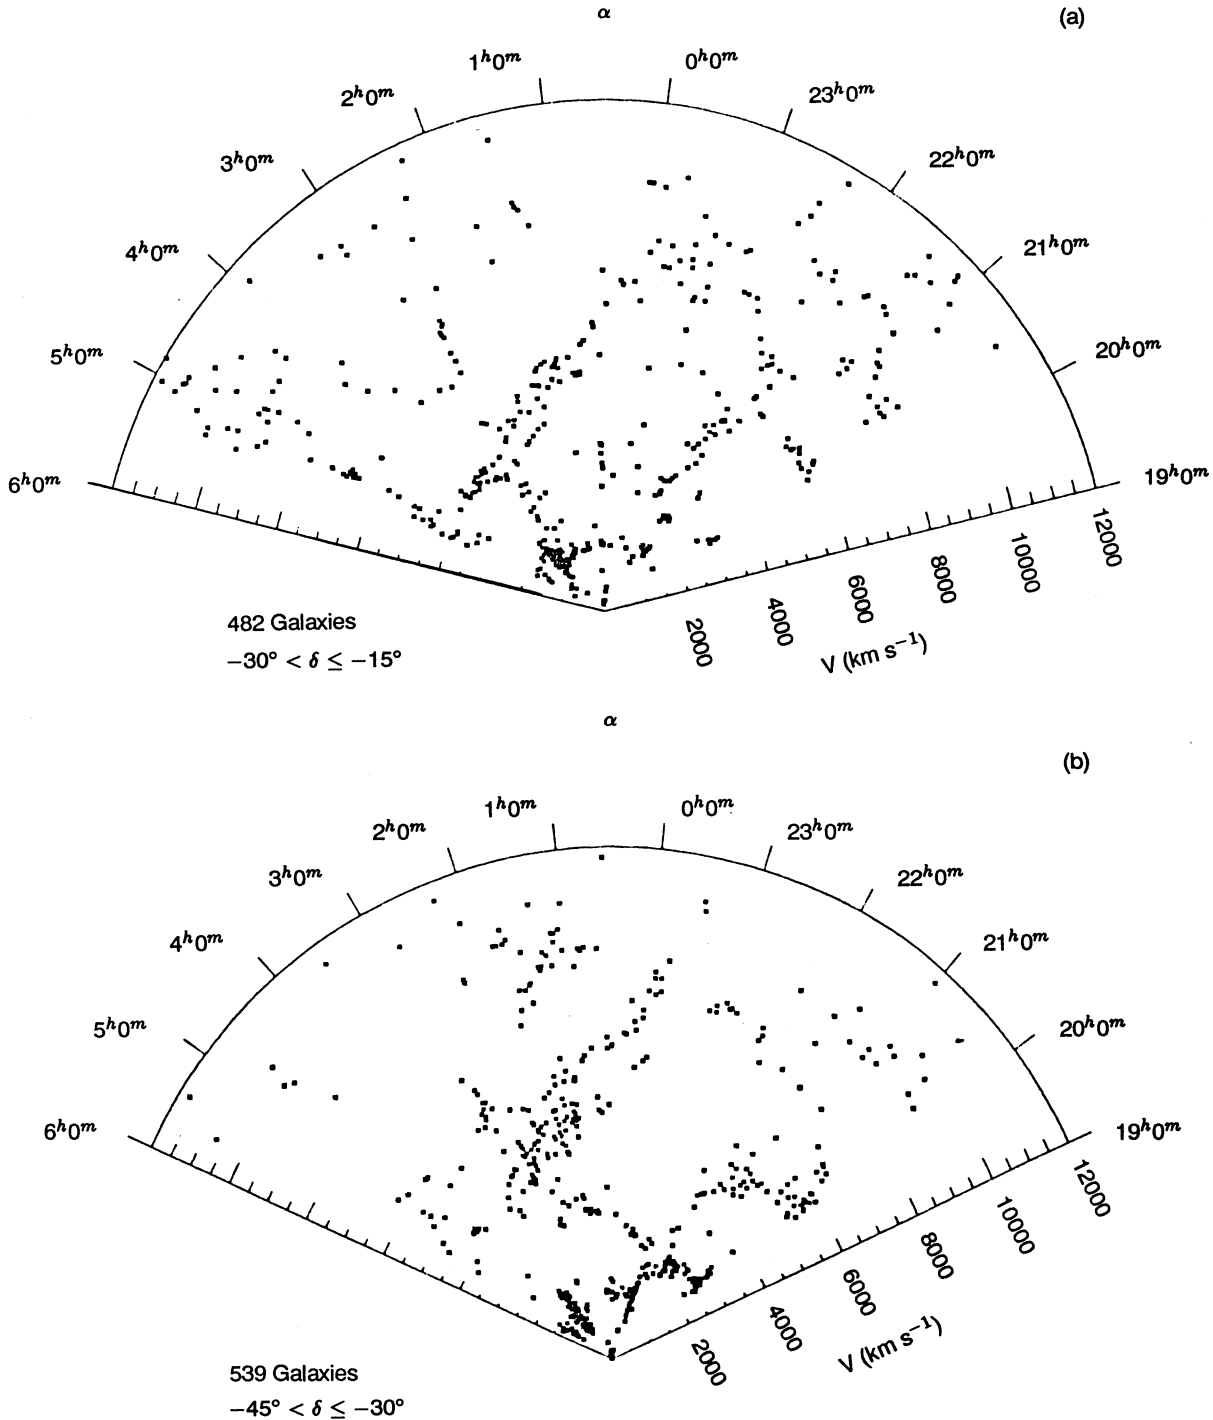 α
(a)
6ʰ0ᵐ
5ʰ0ᵐ
4ʰ0ᵐ
3ʰ0ᵐ
2ʰ0ᵐ
1ʰ0ᵐ
0ʰ0ᵐ
23ʰ0ᵐ
22ʰ0ᵐ
21ʰ0ᵐ
20ʰ0ᵐ
19ʰ0ᵐ
2000
4000
6000
8000
10000
12000
V (km s⁻¹)
482 Galaxies
−30° < δ ≤ −15°
α
(b)
6ʰ0ᵐ
5ʰ0ᵐ
4ʰ0ᵐ
3ʰ0ᵐ
2ʰ0ᵐ
1ʰ0ᵐ
0ʰ0ᵐ
23ʰ0ᵐ
22ʰ0ᵐ
21ʰ0ᵐ
20ʰ0ᵐ
19ʰ0ᵐ
2000
4000
6000
8000
10000
12000
V (km s⁻¹)
539 Galaxies
−45° < δ ≤ −30°